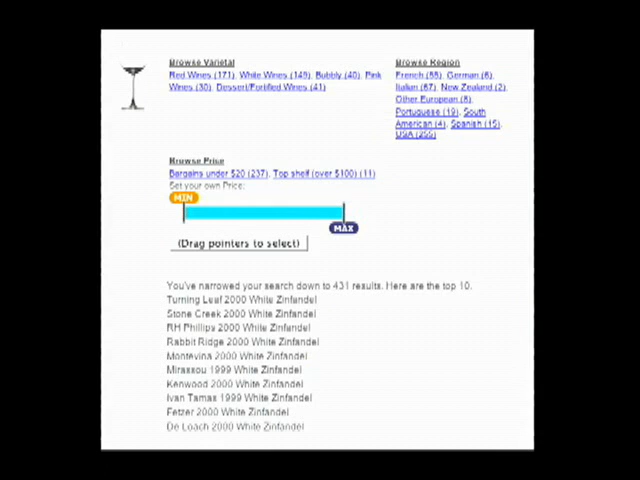 Browse Varietal
Red Wines (171), White Wines (149), Bubbly (40), Pink
Wines (30), Dessert/Fortified Wines (41)
Browse Region
French (55), German (6),
Italian (67), New Zealand (2),
Other European (8),
Portuguese (19), South
American (4), Spanish (15),
USA (255)
Browse Price
Bargains under $20 (237), Top shelf (over $100) (11)
Set your own Price:
MIN
MAX
(Drag pointers to select)
You've narrowed your search down to 431 results. Here are the top 10.
Turning Leaf 2000 White Zinfandel
Stone Creek 2000 White Zinfandel
RH Phillips 2000 White Zinfandel
Rabbit Ridge 2000 White Zinfandel
Montevina 2000 White Zinfandel
Mirassou 1999 White Zinfandel
Kenwood 2000 White Zinfandel
Ivan Tamas 1999 White Zinfandel
Fetzer 2000 White Zinfandel
De Loach 2000 White Zinfandel